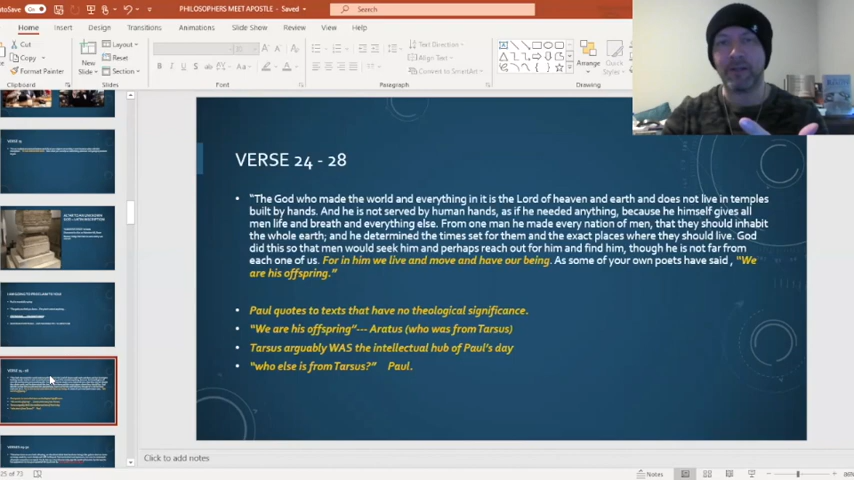 AutoSave On PHILOSOPHERS MEET APOSTLE - Saved Search
Home Insert Design Transitions Animations Slide Show Review View Help
Cut
Copy
Format Painter
Clipboard
New
Slide
Layout
Reset
Section
Slides
Font
Text Direction
Align Text
Convert to SmartArt
Paragraph
Arrange
Quick
Styles
Drawing
VERSE 24 - 28
"The God who made the world and everything in it is the Lord of heaven and earth and does not live in temples
built by hands. And he is not served by human hands, as if he needed anything, because he himself gives all
men life and breath and everything else. From one man he made every nation of men, that they should inhabit
the whole earth; and he determined the times set for them and the exact places where they should live. God
did this so that men would seek him and perhaps reach out for him and find him, though he is not far from
each one of us. For in him we live and move and have our being. As some of your own poets have said , "We
are his offspring."
Paul quotes to texts that have no theological significance.
"We are his offspring"--- Aratus (who was from Tarsus)
Tarsus arguably WAS the intellectual hub of Paul's day
"who else is from Tarsus?" Paul.
Click to add notes
25 of 73
Notes
86%